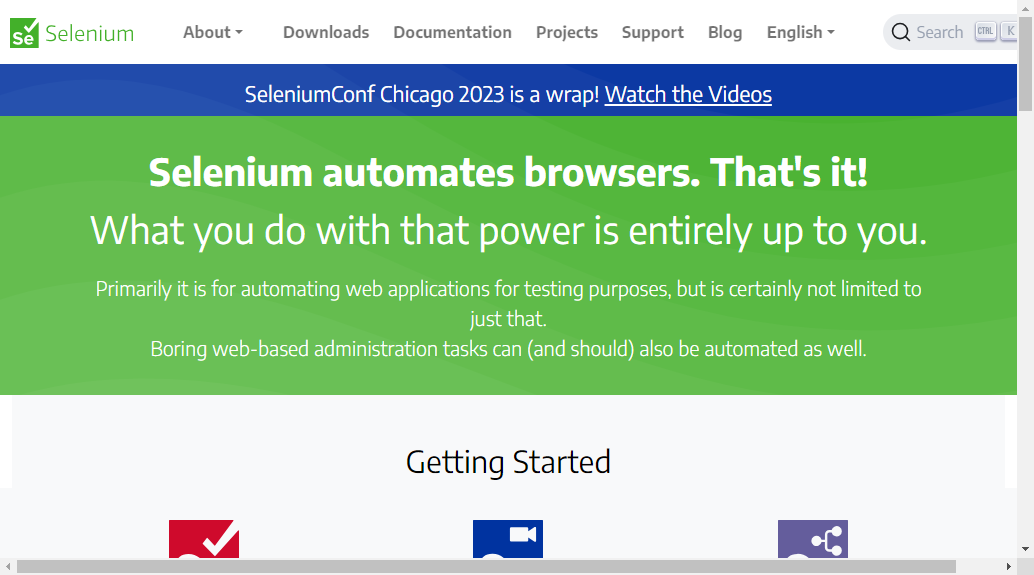 Se Selenium About Downloads Documentation Projects Support Blog English Search CTRL K
SeleniumConf Chicago 2023 is a wrap! Watch the Videos
Selenium automates browsers. That's it!
What you do with that power is entirely up to you.
Primarily it is for automating web applications for testing purposes, but is certainly not limited to
just that.
Boring web-based administration tasks can (and should) also be automated as well.
Getting Started